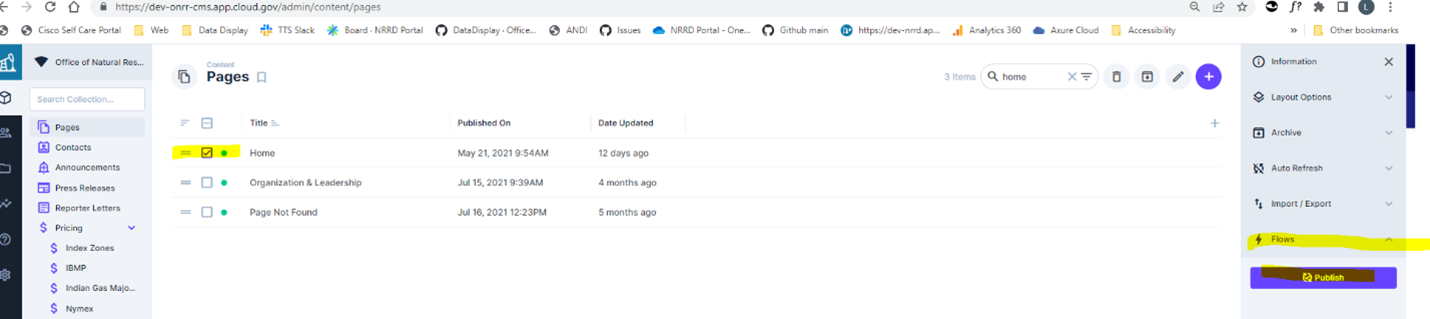 https://dev-onrr-cms.app.cloud.gov/admin/content/pages
L
Cisco Self Care Portal Web Data Display TTS Slack Board · NRRD Portal DataDisplay - Office... ANDI Issues NRRD Portal - One... Github main https://dev-nrrd.ap... Analytics 360 Axure Cloud Accessibility » Other bookmarks
Office of Natural Res...
Search Collection...
Pages
Contacts
Announcements
Press Releases
Reporter Letters
Pricing
Index Zones
IBMP
Indian Gas Majo...
Nymex
Content
Pages
3 Items
home
Title Published On Date Updated
Home May 21, 2021 9:54AM 12 days ago
Organization & Leadership Jul 15, 2021 9:39AM 4 months ago
Page Not Found Jul 16, 2021 12:23PM 5 months ago
Information
Layout Options
Archive
Auto Refresh
Import / Export
Flows
Publish